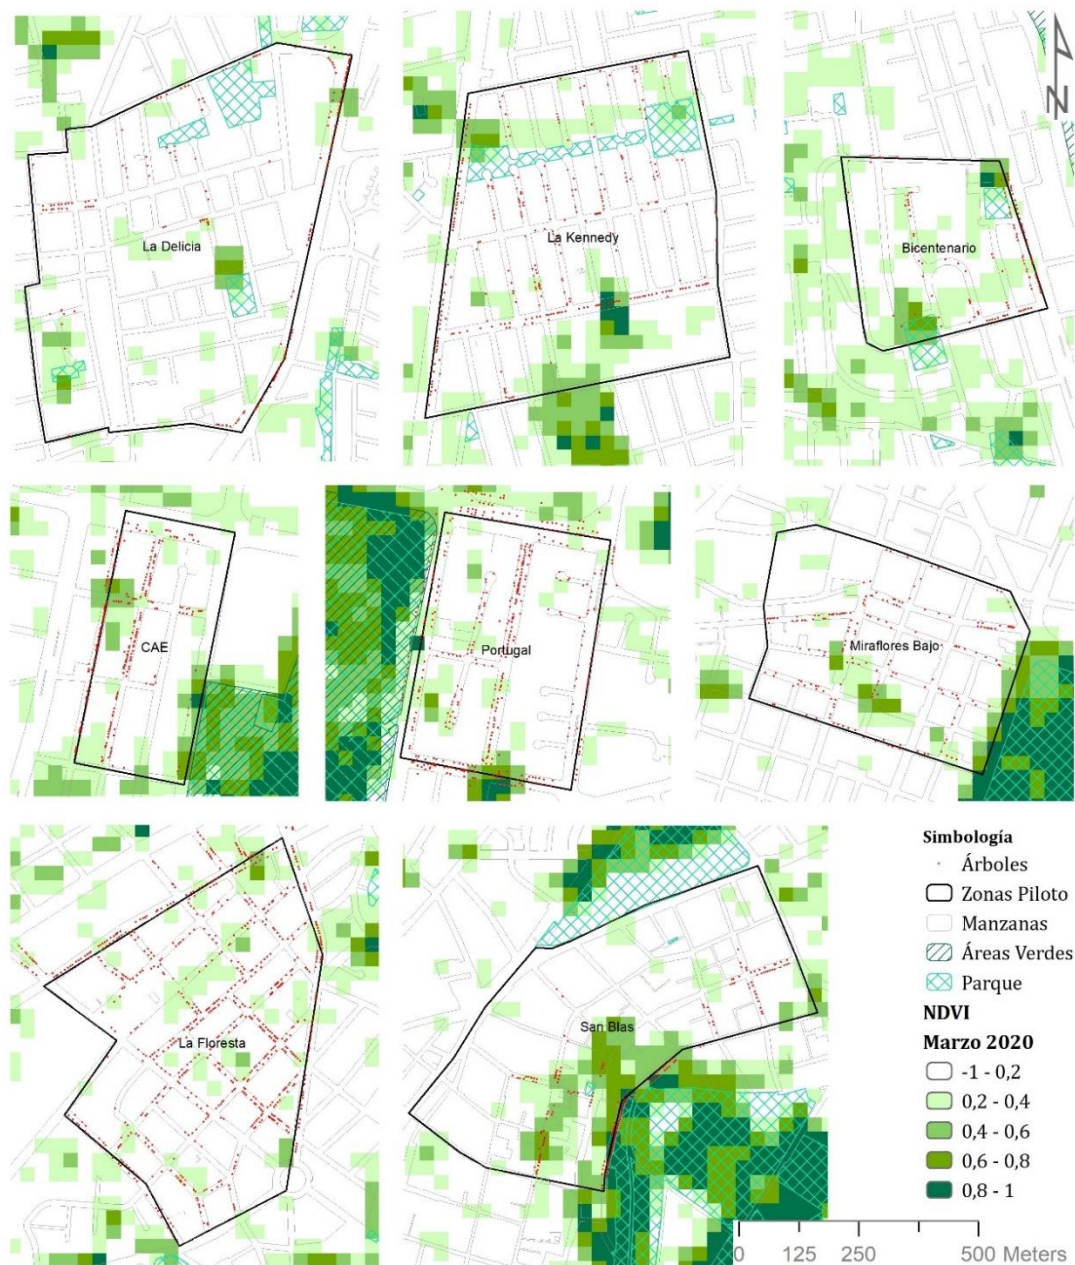 N
La Delicia
La Kennedy
Bicentenario
CAE
Portugal
Miraflores Bajo
La Floresta
San Blas
Simbología
Árboles
Zonas Piloto
Manzanas
Áreas Verdes
Parque
NDVI
Marzo 2020
-1 - 0,2
0,2 - 0,4
0,4 - 0,6
0,6 - 0,8
0,8 - 1
0 125 250 500 Meters